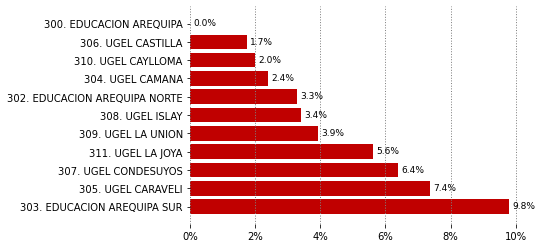 300. EDUCACION AREQUIPA 0.0%
306. UGEL CASTILLA 1.7%
310. UGEL CAYLLOMA 2.0%
304. UGEL CAMANA 2.4%
302. EDUCACION AREQUIPA NORTE 3.3%
308. UGEL ISLAY 3.4%
309. UGEL LA UNION 3.9%
311. UGEL LA JOYA 5.6%
307. UGEL CONDESUYOS 6.4%
305. UGEL CARAVELI 7.4%
303. EDUCACION AREQUIPA SUR 9.8%
0% 2% 4% 6% 8% 10%